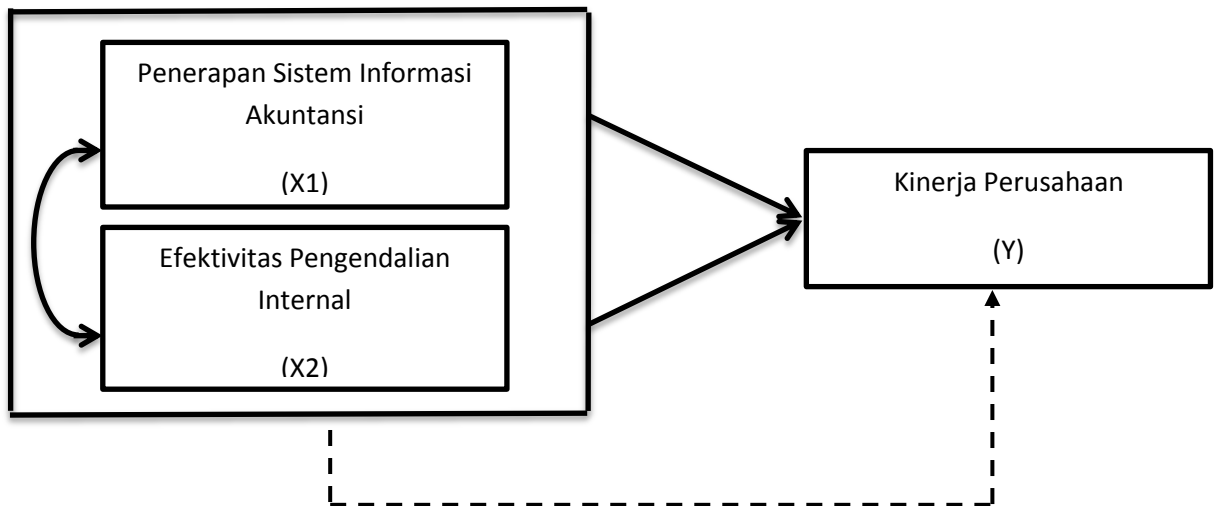 Penerapan Sistem Informasi
Akuntansi
(X1)
Efektivitas Pengendalian
Internal
(X2)
Kinerja Perusahaan
(Y)